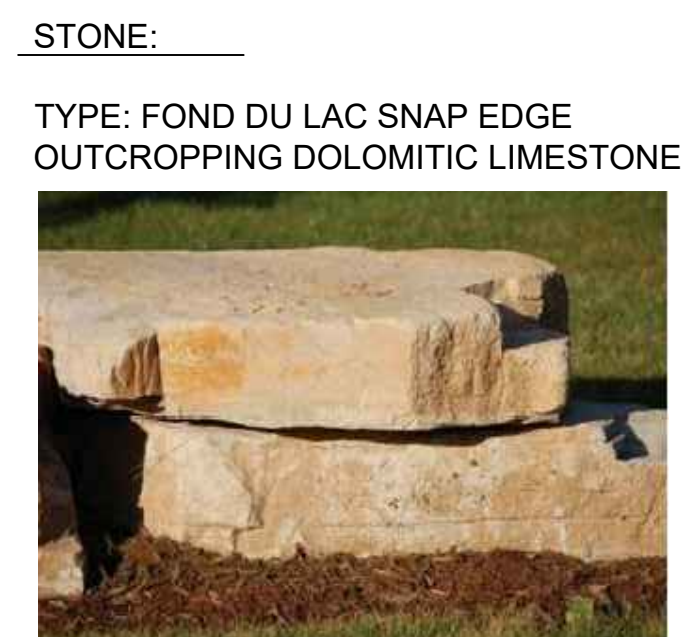 STONE:
TYPE: FOND DU LAC SNAP EDGE
OUTCROPPING DOLOMITIC LIMESTONE